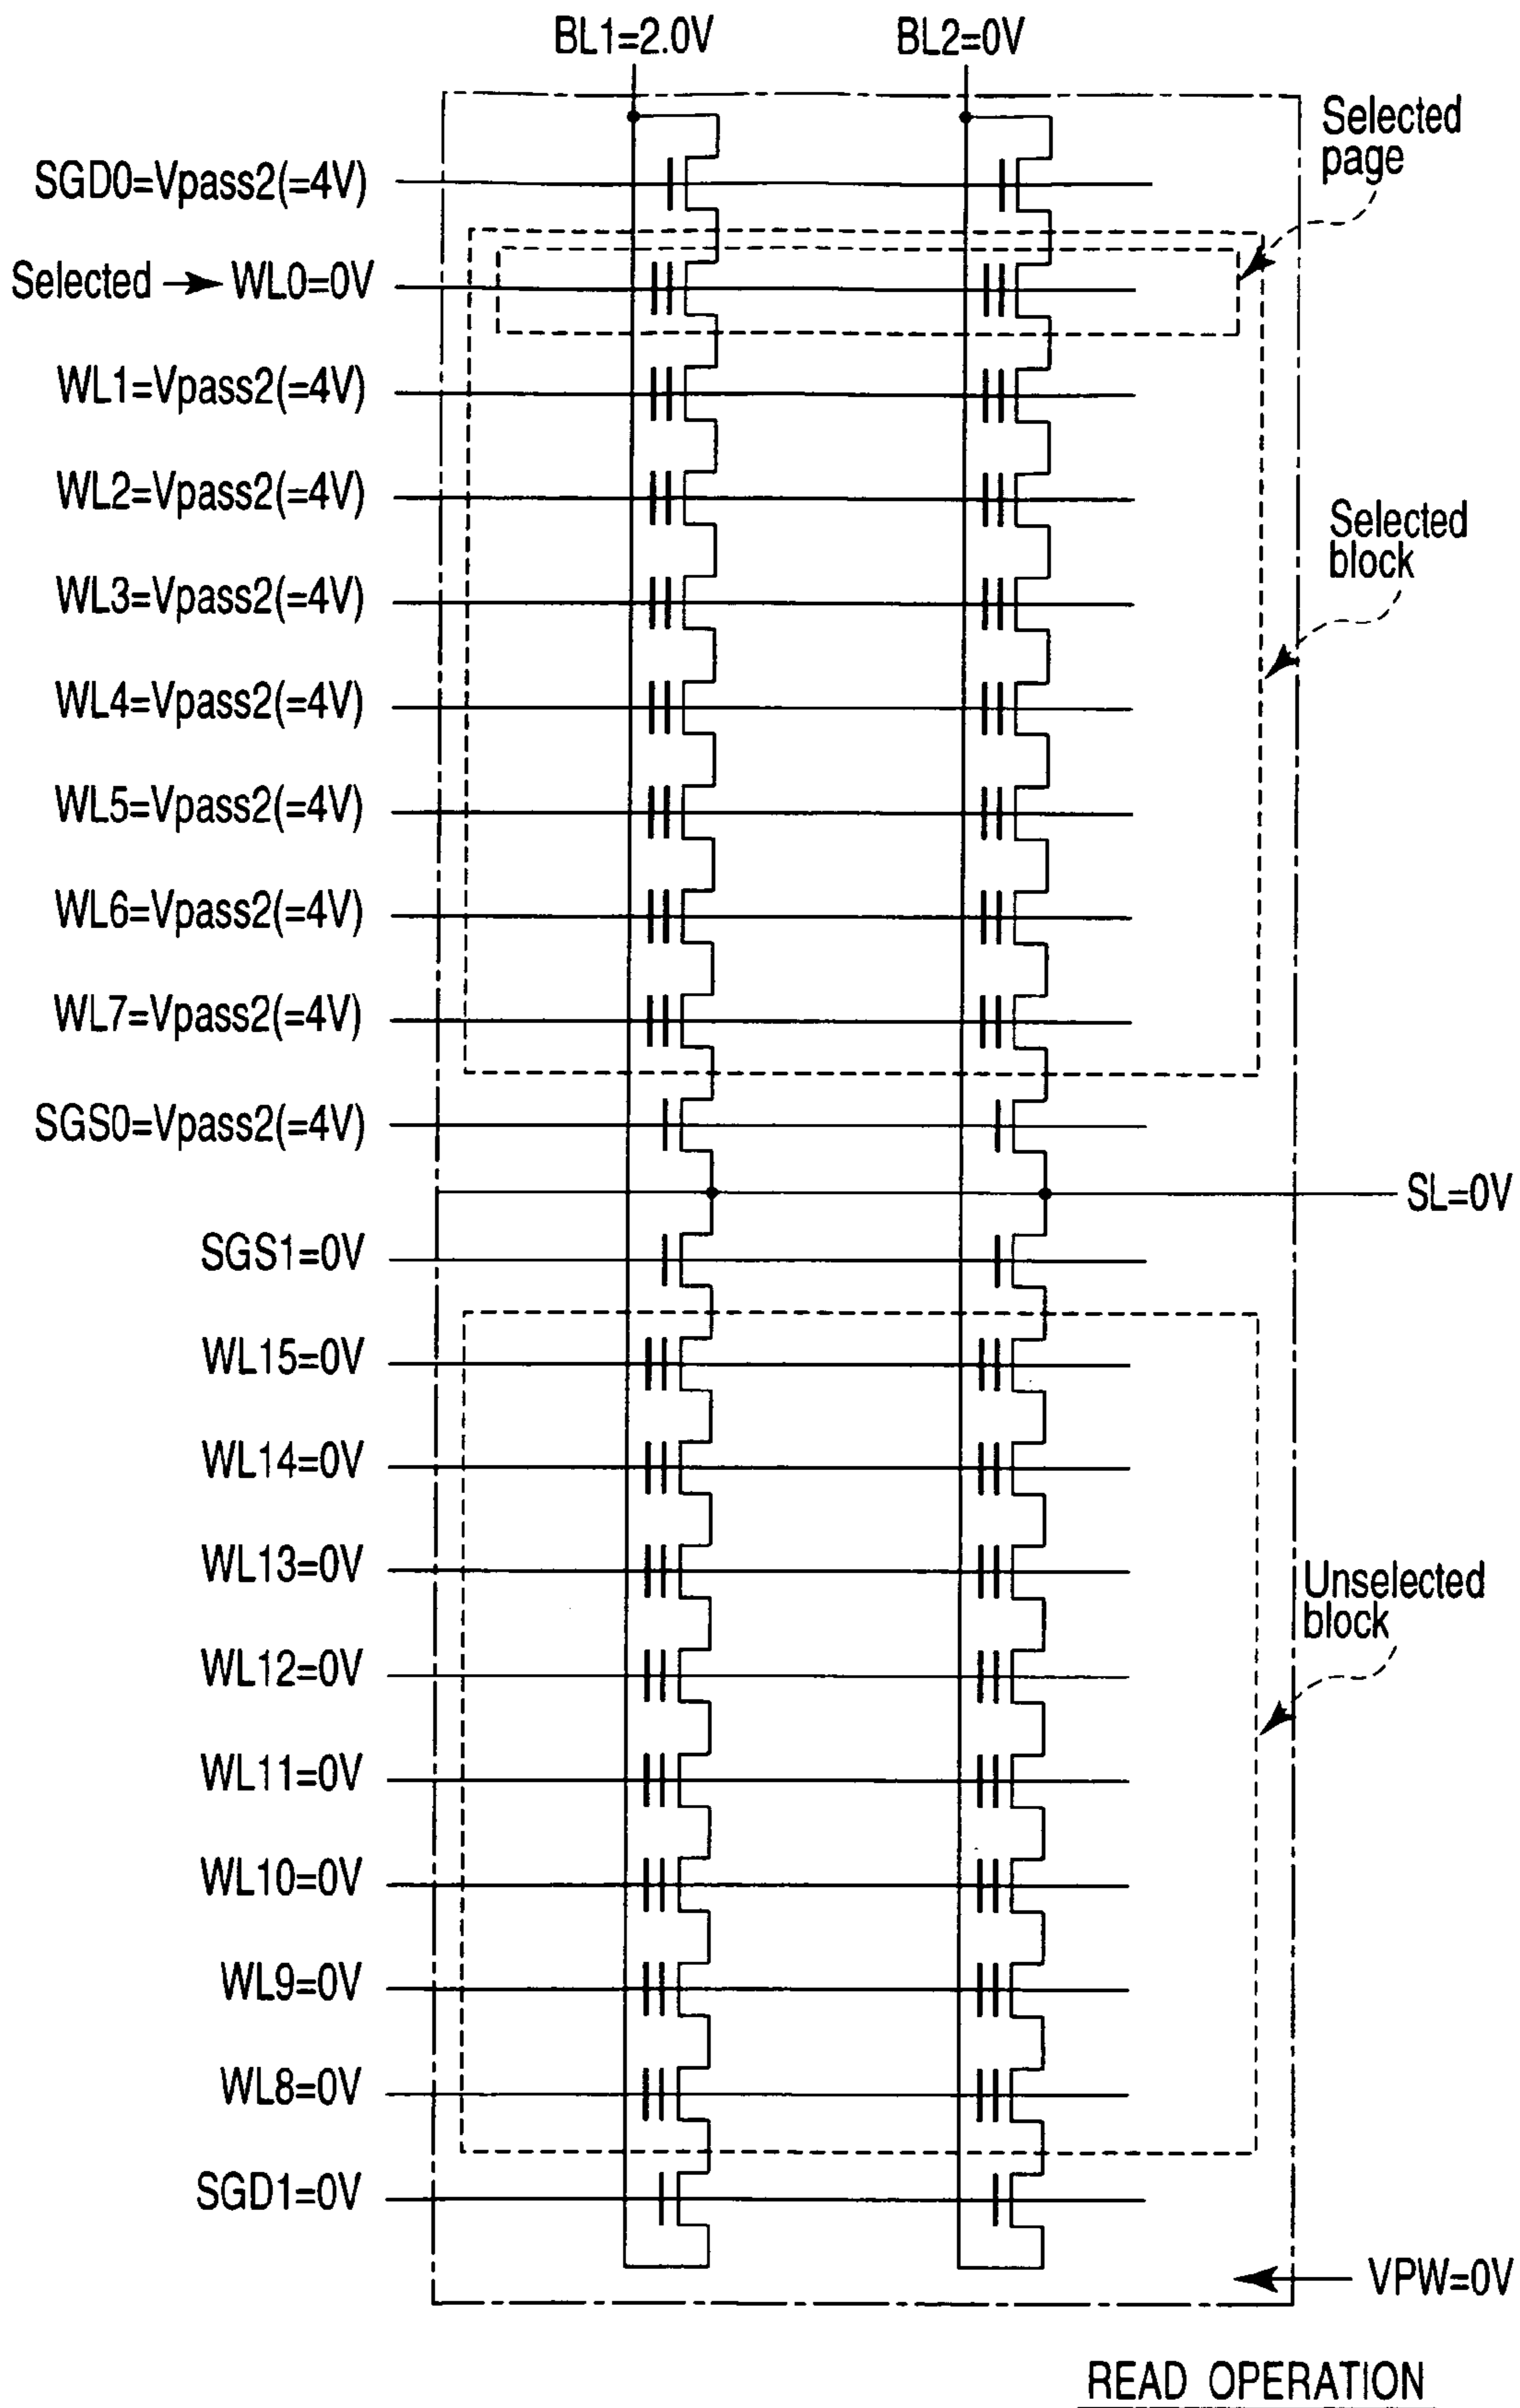 BL1=2.0V
BL2=0V
Selected
page
SGD0=Vpass2(=4V)
Selected → WL0=0V
WL1=Vpass2(=4V)
WL2=Vpass2(=4V)
Selected
block
WL3=Vpass2(=4V)
WL4=Vpass2(=4V)
WL5=Vpass2(=4V)
WL6=Vpass2(=4V)
WL7=Vpass2(=4V)
SGS0=Vpass2(=4V)
SL=0V
SGS1=0V
WL15=0V
WL14=0V
WL13=0V
Unselected
block
WL12=0V
WL11=0V
WL10=0V
WL9=0V
WL8=0V
SGD1=0V
VPW=0V
READ OPERATION